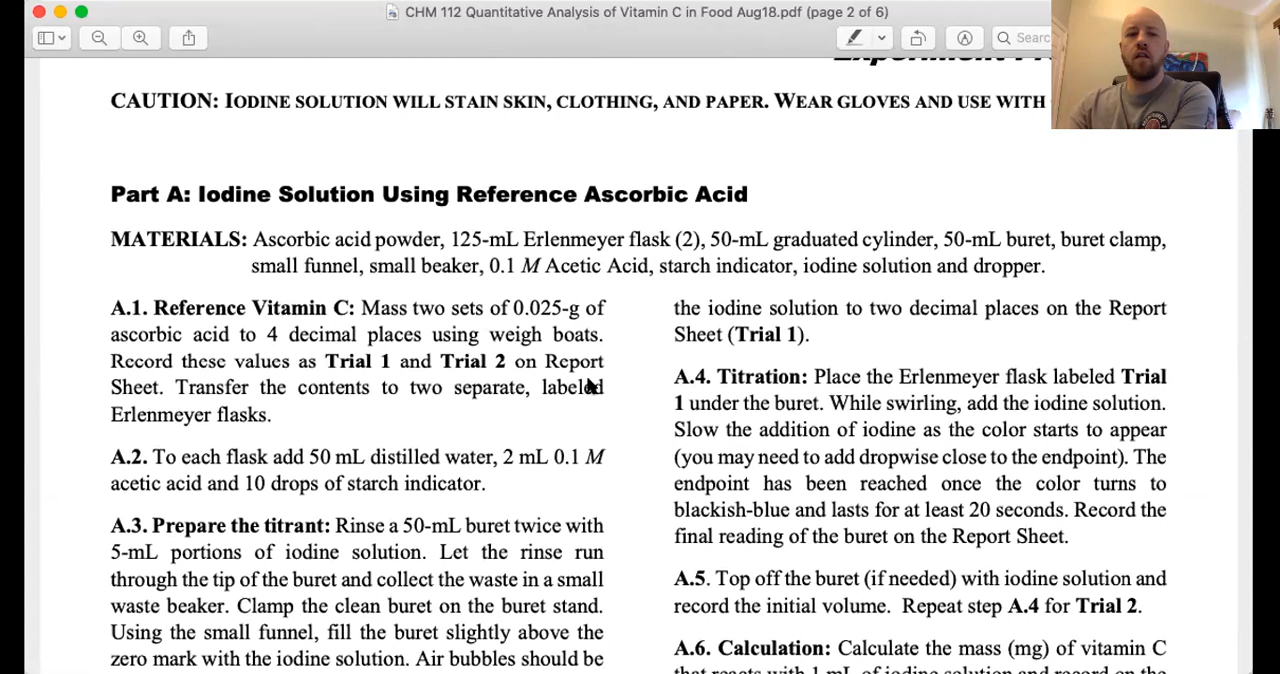 CHM 112 Quantitative Analysis of Vitamin C in Food Aug18.pdf (page 2 of 6)
CAUTION: IODINE SOLUTION WILL STAIN SKIN, CLOTHING, AND PAPER. WEAR GLOVES AND USE WITH
Part A: Iodine Solution Using Reference Ascorbic Acid
MATERIALS: Ascorbic acid powder, 125-mL Erlenmeyer flask (2), 50-mL graduated cylinder, 50-mL buret, buret clamp,
small funnel, small beaker, 0.1 M Acetic Acid, starch indicator, iodine solution and dropper.
A.1. Reference Vitamin C: Mass two sets of 0.025-g of
ascorbic acid to 4 decimal places using weigh boats.
Record these values as Trial 1 and Trial 2 on Report
Sheet. Transfer the contents to two separate, labeled
Erlenmeyer flasks.
A.2. To each flask add 50 mL distilled water, 2 mL 0.1 M
acetic acid and 10 drops of starch indicator.
A.3. Prepare the titrant: Rinse a 50-mL buret twice with
5-mL portions of iodine solution. Let the rinse run
through the tip of the buret and collect the waste in a small
waste beaker. Clamp the clean buret on the buret stand.
Using the small funnel, fill the buret slightly above the
zero mark with the iodine solution. Air bubbles should be
the iodine solution to two decimal places on the Report
Sheet (Trial 1).
A.4. Titration: Place the Erlenmeyer flask labeled Trial
1 under the buret. While swirling, add the iodine solution.
Slow the addition of iodine as the color starts to appear
(you may need to add dropwise close to the endpoint). The
endpoint has been reached once the color turns to
blackish-blue and lasts for at least 20 seconds. Record the
final reading of the buret on the Report Sheet.
A.5. Top off the buret (if needed) with iodine solution and
record the initial volume. Repeat step A.4 for Trial 2.
A.6. Calculation: Calculate the mass (mg) of vitamin C
that reacts with 1 mL of iodine solution and record on the